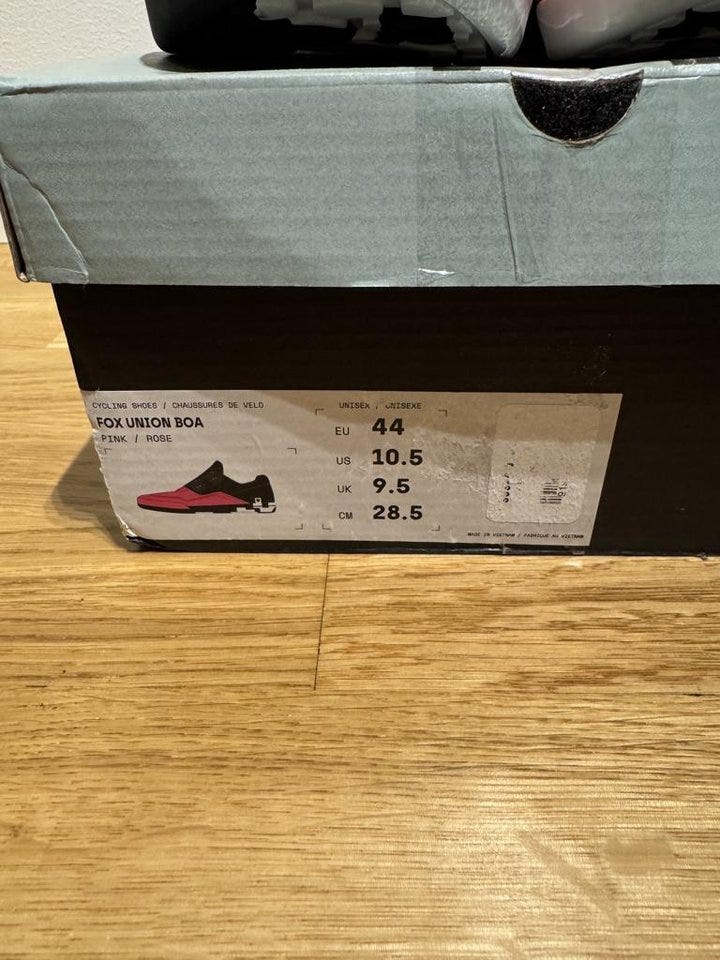 CYCLING SHOES / CHAUSSURES DE VELO
FOX UNION BOA
PINK / ROSE
UNISEX / UNISEXE
EU 44
US 10.5
UK 9.5
CM 28.5
MADE IN VIETNAM / FABRIQUÉ AU VIETNAM